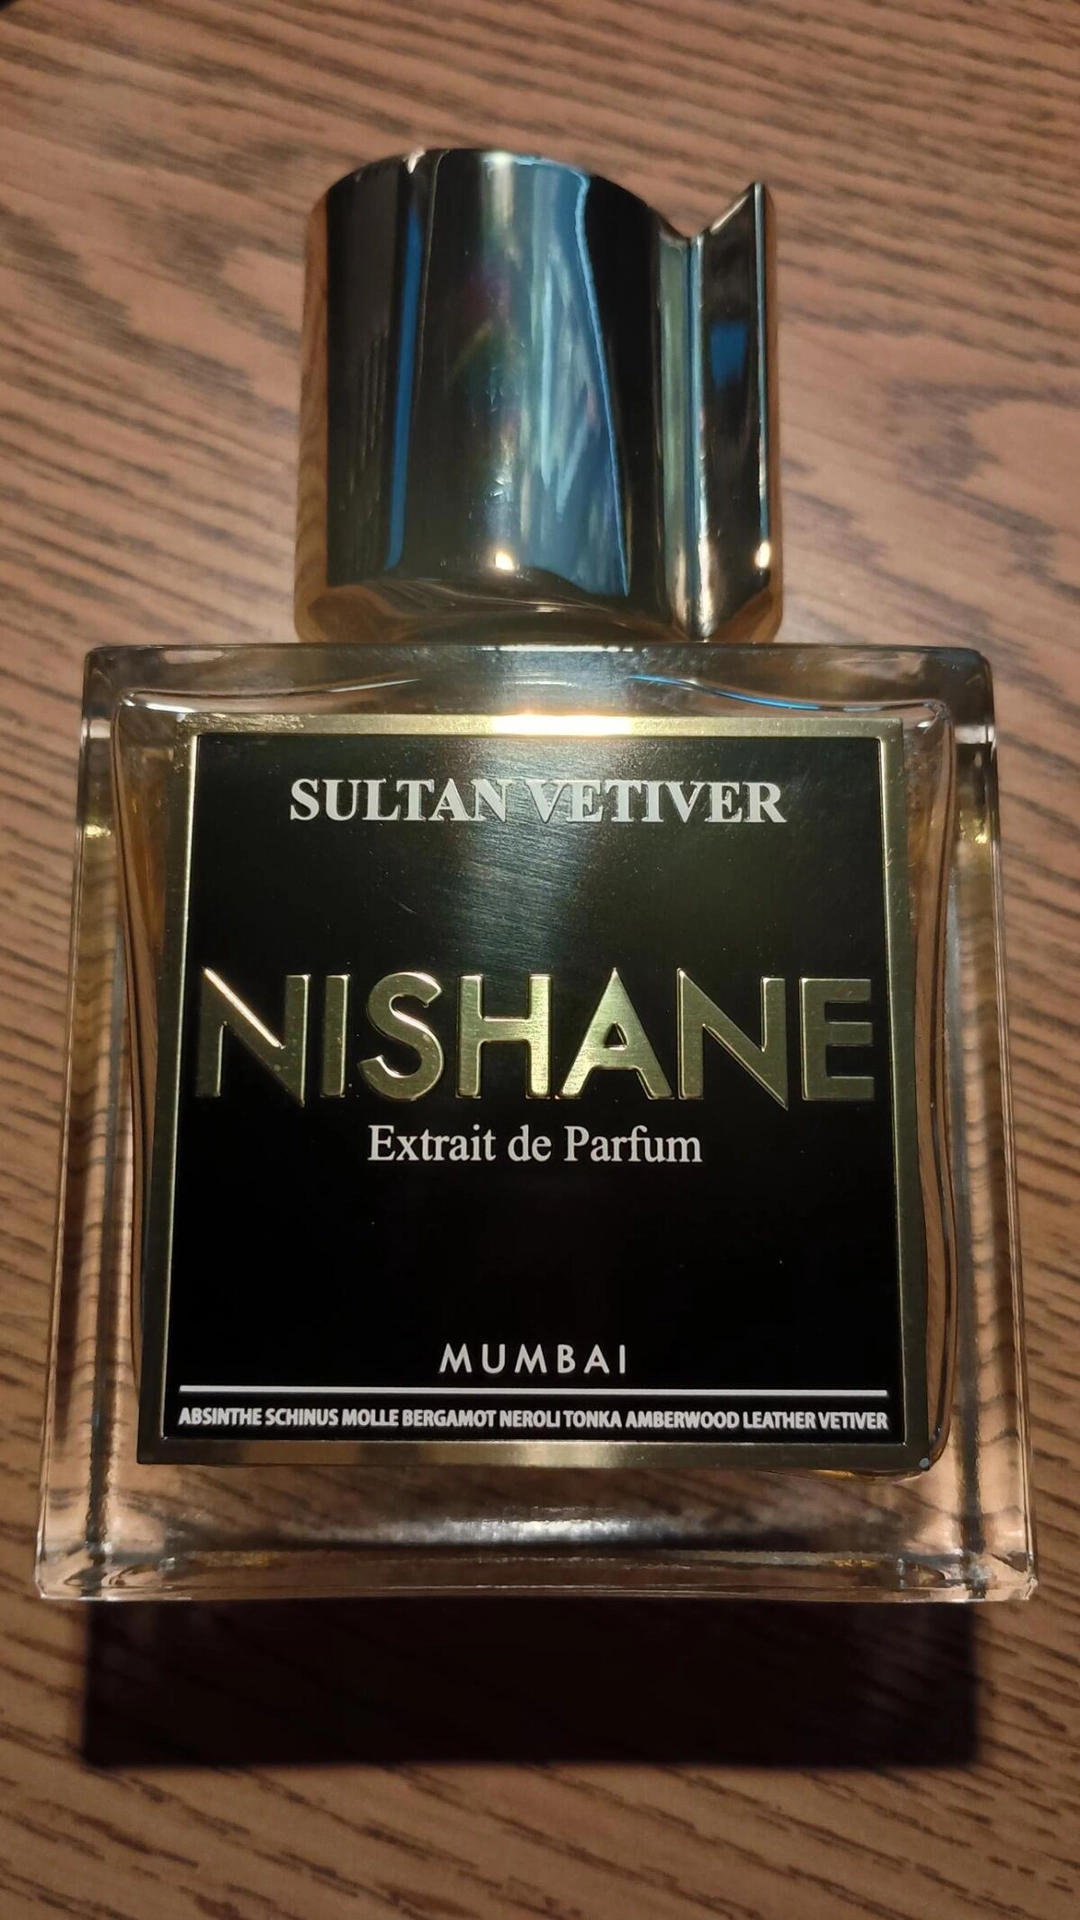 SULTAN VETIVER
NISHANE
Extrait de Parfum
MUMBAI
ABSINTHE SCHINUS MOLLE BERGAMOT NEROLI TONKA AMBERWOOD LEATHER VETIVER